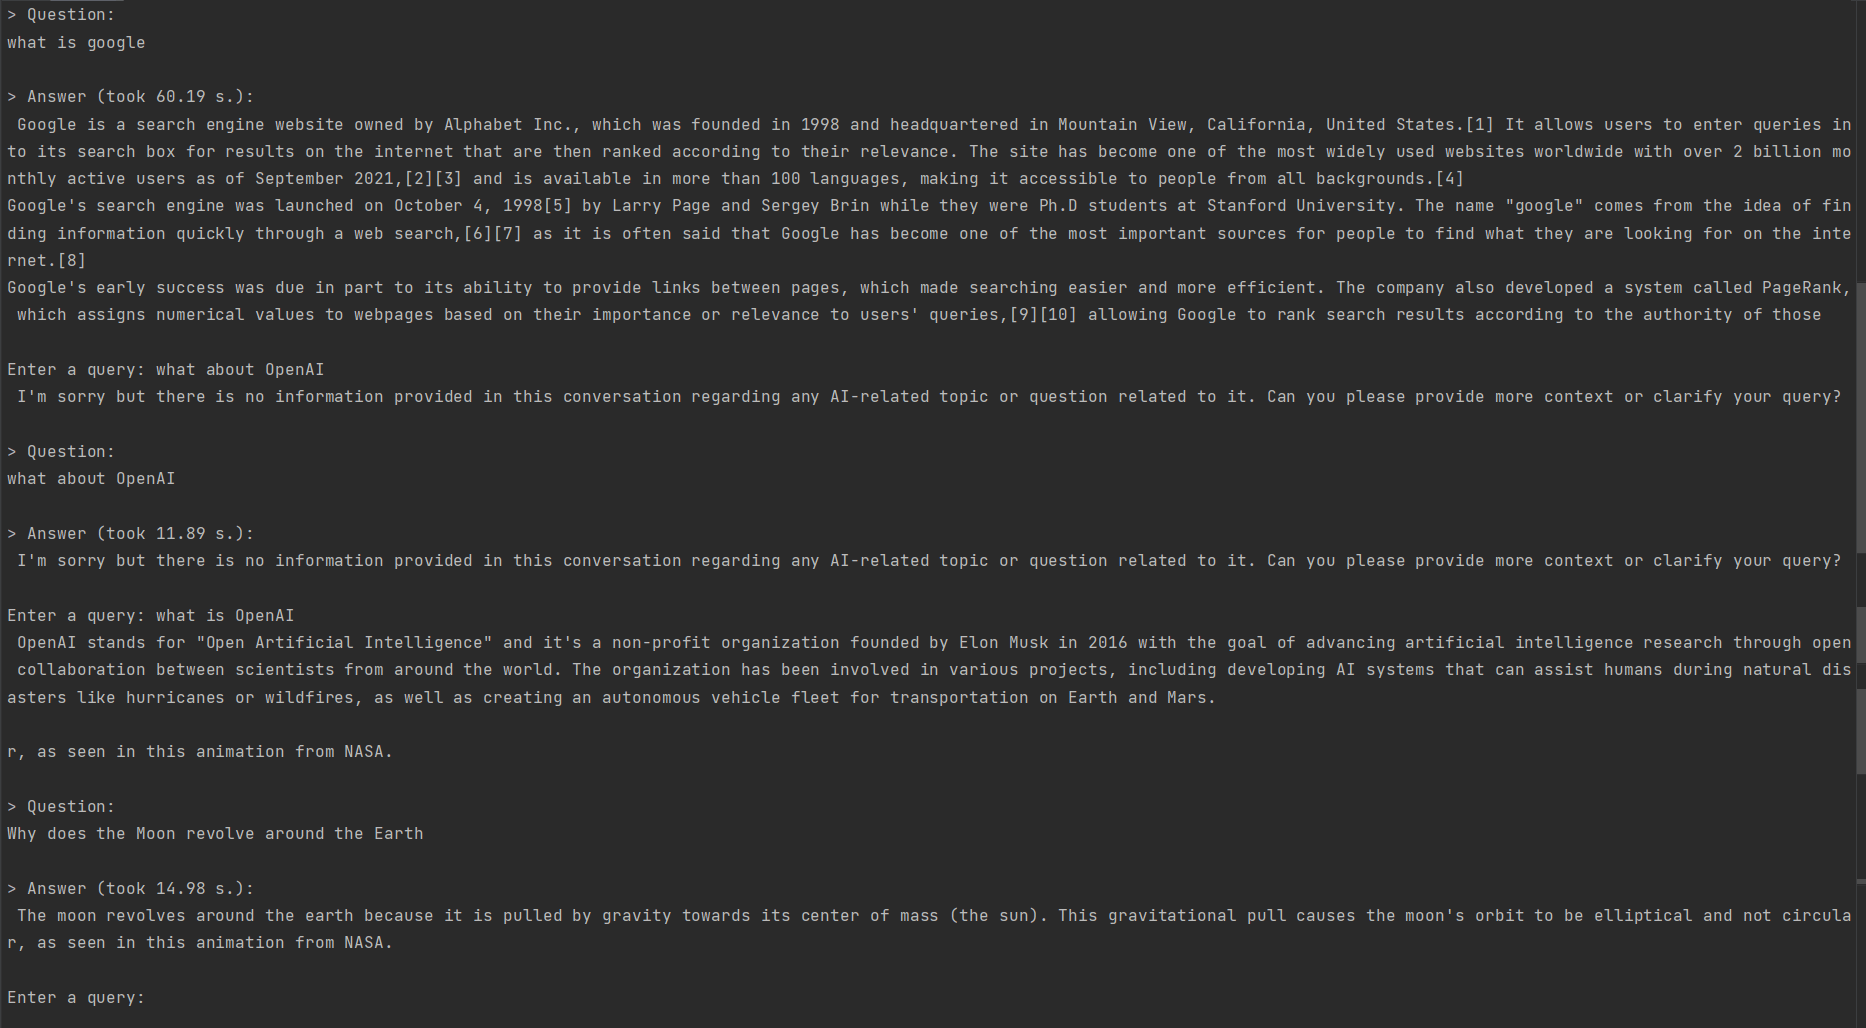 > Question:
what is google
> Answer (took 60.19 s.):
Google is a search engine website owned by Alphabet Inc., which was founded in 1998 and headquartered in Mountain View, California, United States.[1] It allows users to enter queries in
to its search box for results on the internet that are then ranked according to their relevance. The site has become one of the most widely used websites worldwide with over 2 billion mo
nthly active users as of September 2021,[2][3] and is available in more than 100 languages, making it accessible to people from all backgrounds.[4]
Google's search engine was launched on October 4, 1998[5] by Larry Page and Sergey Brin while they were Ph.D students at Stanford University. The name "google" comes from the idea of fin
ding information quickly through a web search,[6][7] as it is often said that Google has become one of the most important sources for people to find what they are looking for on the inte
rnet.[8]
Google's early success was due in part to its ability to provide links between pages, which made searching easier and more efficient. The company also developed a system called PageRank,
which assigns numerical values to webpages based on their importance or relevance to users' queries,[9][10] allowing Google to rank search results according to the authority of those
Enter a query: what about OpenAI
I'm sorry but there is no information provided in this conversation regarding any AI-related topic or question related to it. Can you please provide more context or clarify your query?
> Question:
what about OpenAI
> Answer (took 11.89 s.):
I'm sorry but there is no information provided in this conversation regarding any AI-related topic or question related to it. Can you please provide more context or clarify your query?
Enter a query: what is OpenAI
OpenAI stands for "Open Artificial Intelligence" and it's a non-profit organization founded by Elon Musk in 2016 with the goal of advancing artificial intelligence research through open
collaboration between scientists from around the world. The organization has been involved in various projects, including developing AI systems that can assist humans during natural dis
asters like hurricanes or wildfires, as well as creating an autonomous vehicle fleet for transportation on Earth and Mars.
r, as seen in this animation from NASA.
> Question:
Why does the Moon revolve around the Earth
> Answer (took 14.98 s.):
The moon revolves around the earth because it is pulled by gravity towards its center of mass (the sun). This gravitational pull causes the moon's orbit to be elliptical and not circula
r, as seen in this animation from NASA.
Enter a query: